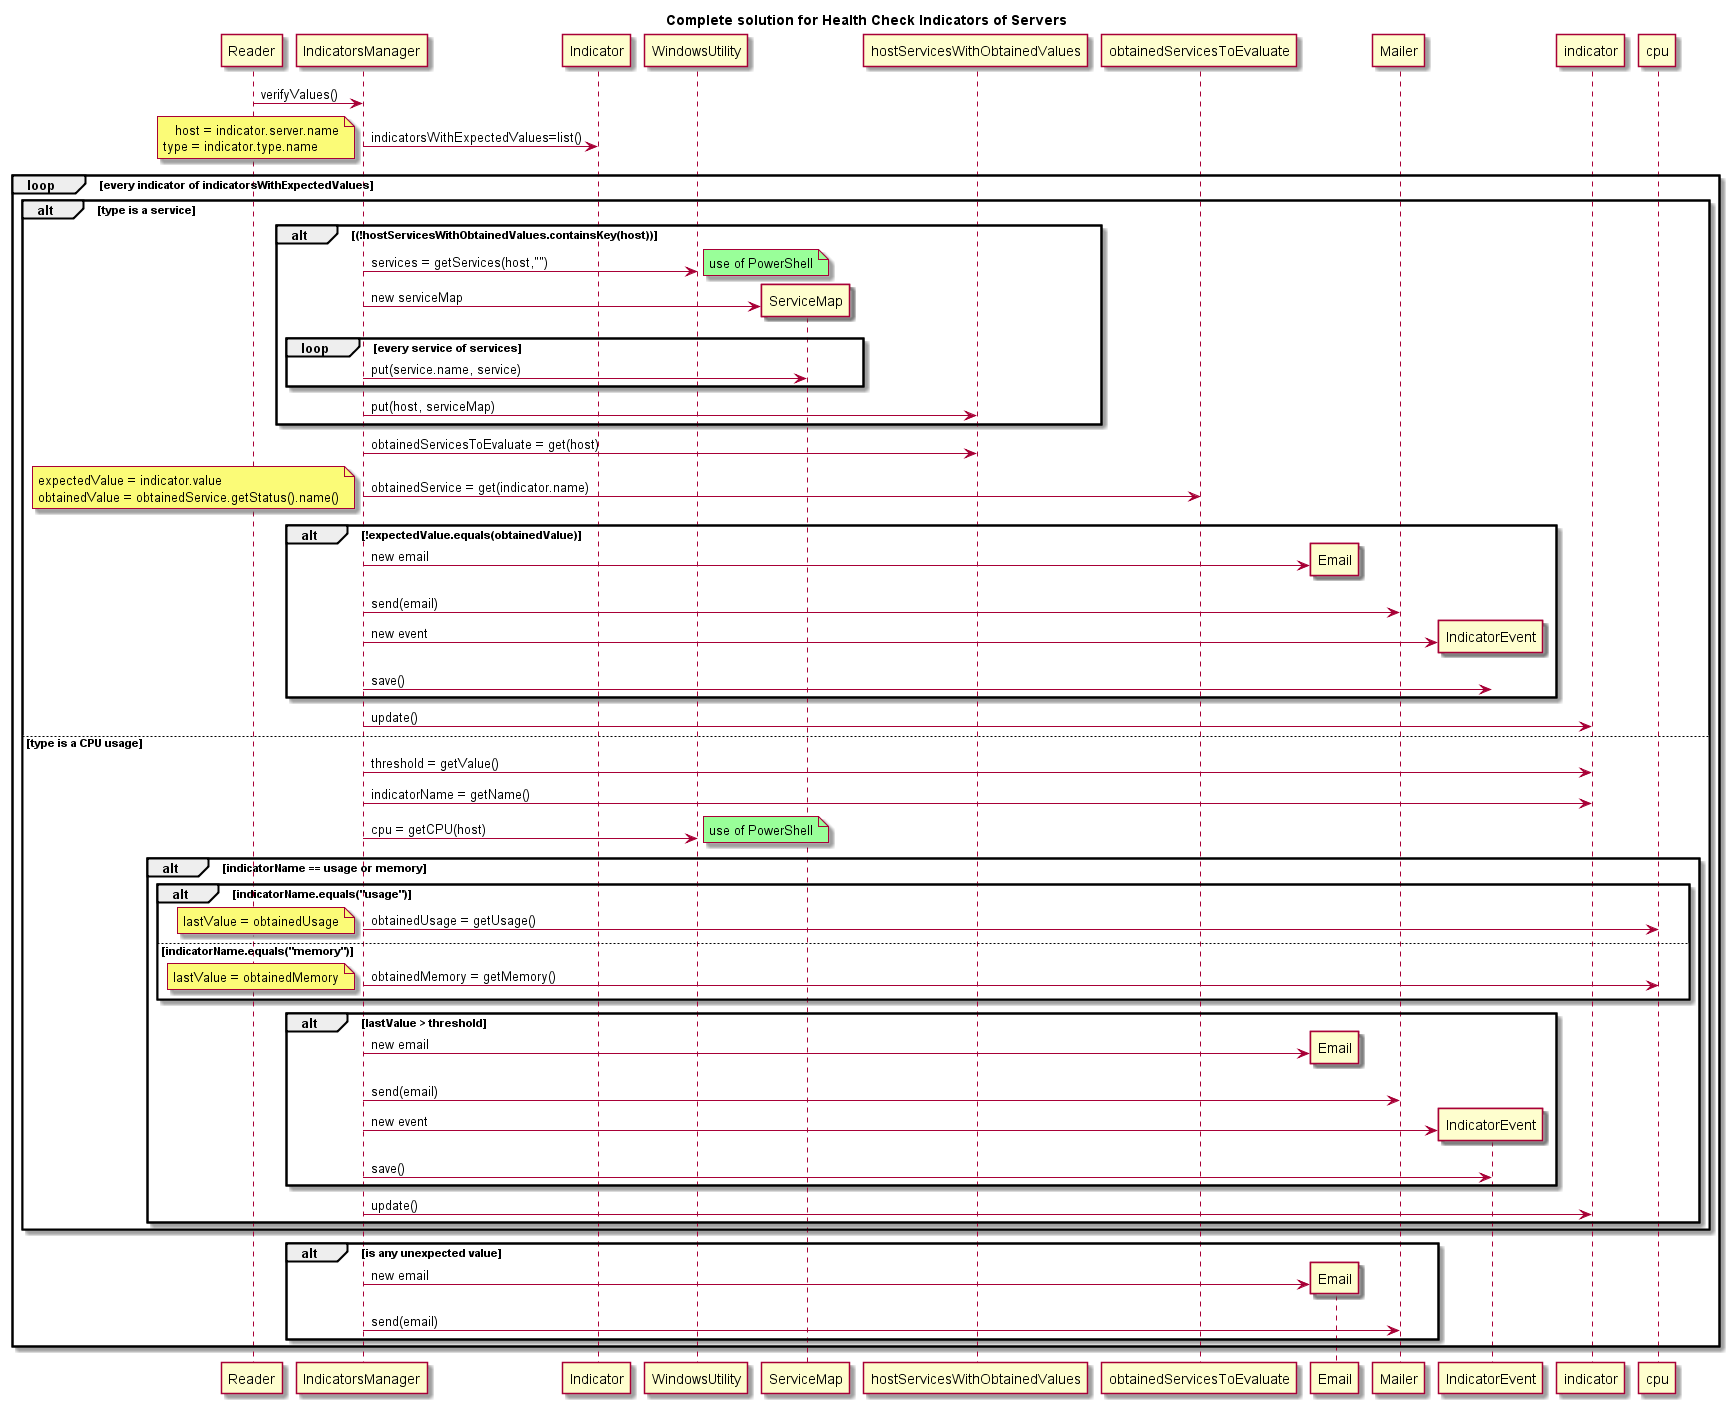 Complete solution for Health Check Indicators of Servers
Reader
IndicatorsManager
Indicator
WindowsUtility
hostServicesWithObtainedValues
obtainedServicesToEvaluate
Mailer
indicator
cpu
verifyValues()
host = indicator.server.name
type = indicator.type.name
indicatorsWithExpectedValues=list()
loop [every indicator of indicatorsWithExpectedValues]
alt [type is a service]
alt [(!hostServicesWithObtainedValues.containsKey(host))]
services = getServices(host,"")
use of PowerShell
new serviceMap
ServiceMap
loop [every service of services]
put(service.name, service)
put(host, serviceMap)
obtainedServicesToEvaluate = get(host)
expectedValue = indicator.value
obtainedValue = obtainedService.getStatus().name()
obtainedService = get(indicator.name)
alt [!expectedValue.equals(obtainedValue)]
new email
Email
send(email)
new event
IndicatorEvent
save()
update()
[type is a CPU usage]
threshold = getValue()
indicatorName = getName()
cpu = getCPU(host)
use of PowerShell
alt [indicatorName == usage or memory]
alt [indicatorName.equals("usage")]
lastValue = obtainedUsage
obtainedUsage = getUsage()
[indicatorName.equals("memory")]
lastValue = obtainedMemory
obtainedMemory = getMemory()
alt [lastValue > threshold]
new email
Email
send(email)
new event
IndicatorEvent
save()
update()
alt [is any unexpected value]
new email
Email
send(email)
Reader
IndicatorsManager
Indicator
WindowsUtility
ServiceMap
hostServicesWithObtainedValues
obtainedServicesToEvaluate
Email
Mailer
IndicatorEvent
indicator
cpu